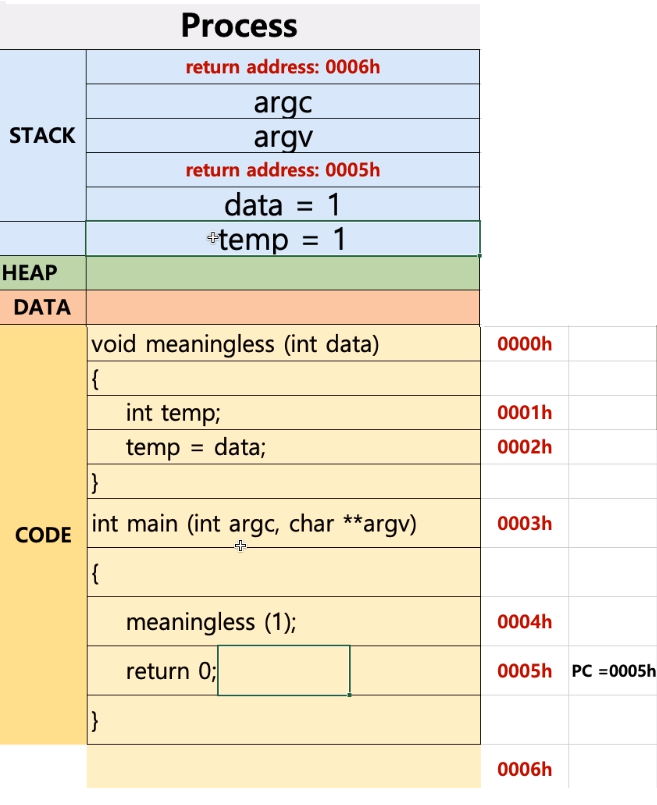 Process
return address: 0006h
argc
STACK
argv
return address: 0005h
data = 1
temp = 1
HEAP
DATA
void meaningless (int data) 0000h
{
int temp; 0001h
temp = data; 0002h
}
CODE
int main (int argc, char **argv) 0003h
{
meaningless (1); 0004h
return 0; 0005h PC =0005h
}
0006h